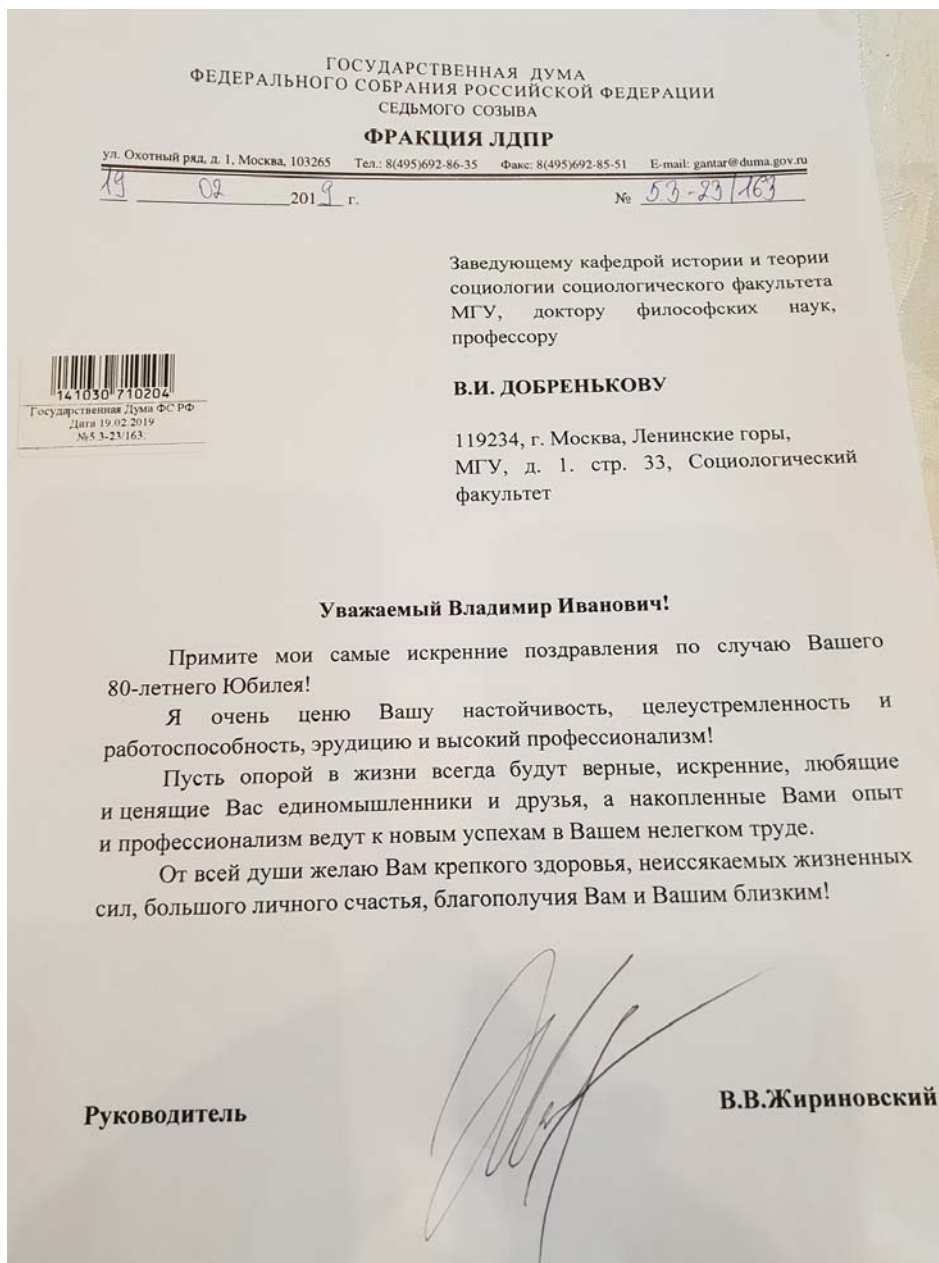 ГОСУДАРСТВЕННАЯ ДУМА
ФЕДЕРАЛЬНОГО СОБРАНИЯ РОССИЙСКОЙ ФЕДЕРАЦИИ
СЕДЬМОГО СОЗЫВА
ФРАКЦИЯ ЛДПР
ул. Охотный ряд, д. 1, Москва, 103265 Тел.: 8(495)692-86-35 Факс: 8(495)692-85-51 E-mail: gantar@duma.gov.ru
19 02 2019 г. № 5.3-23/163
Заведующему кафедрой истории и теории
социологии социологического факультета
МГУ, доктору философских наук,
профессору
В.И. ДОБРЕНЬКОВУ
141030 710204
Государственная Дума ФС РФ
Дата 19.02.2019
№5.3-23/163;
119234, г. Москва, Ленинские горы,
МГУ, д. 1. стр. 33, Социологический
факультет
Уважаемый Владимир Иванович!
Примите мои самые искренние поздравления по случаю Вашего
80-летнего Юбилея!
Я очень ценю Вашу настойчивость, целеустремленность и
работоспособность, эрудицию и высокий профессионализм!
Пусть опорой в жизни всегда будут верные, искренние, любящие
и ценящие Вас единомышленники и друзья, а накопленные Вами опыт
и профессионализм ведут к новым успехам в Вашем нелегком труде.
От всей души желаю Вам крепкого здоровья, неиссякаемых жизненных
сил, большого личного счастья, благополучия Вам и Вашим близким!
Руководитель В.В.Жириновский